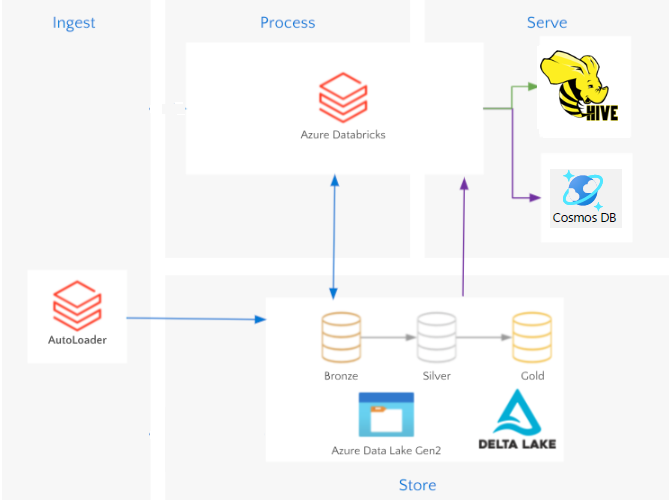 Ingest
Process
Serve
Azure Databricks
HIVE
Cosmos DB
AutoLoader
Bronze
Silver
Gold
Azure Data Lake Gen2
DELTA LAKE
Store